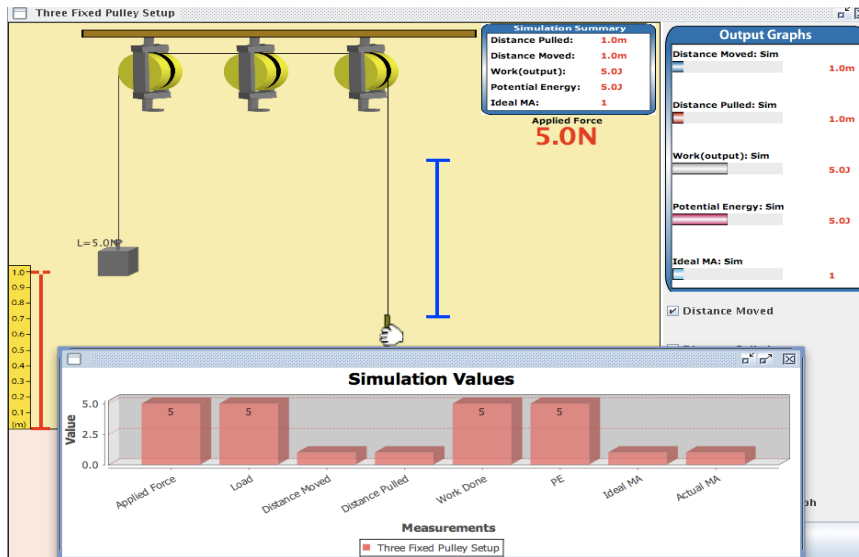 Three Fixed Pulley Setup
Simulation Summary
Distance Pulled: 1.0m
Distance Moved: 1.0m
Work(output): 5.0J
Potential Energy: 5.0J
Ideal MA: 1
Applied Force
5.0N
L=5.0N
1.0
0.9
0.8
0.7
0.6
0.5
0.4
0.3
0.2
0.1
(m)
Output Graphs
Distance Moved: Sim
1.0m
Distance Pulled: Sim
1.0m
Work(output): Sim
5.0J
Potential Energy: Sim
5.0J
Ideal MA: Sim
1
Distance Moved
Simulation Values
Value
5.0
2.5
0.0
5 5 5 5
Applied Force Load Distance Moved Distance Pulled Work Done PE Ideal MA Actual MA
Measurements
Three Fixed Pulley Setup